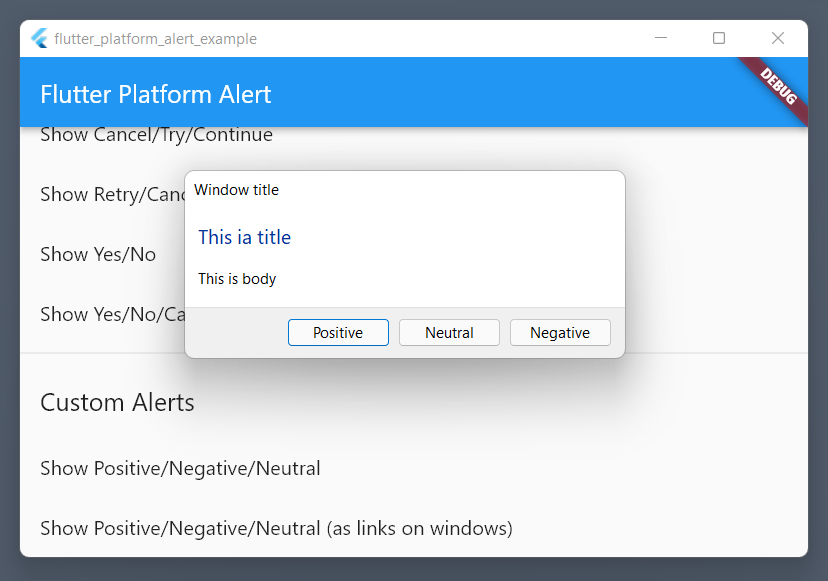 flutter_platform_alert_example
Flutter Platform Alert
DEBUG
Show Cancel/Try/Continue
Show Retry/Canc
Show Yes/No
Show Yes/No/Ca
Window title
This ia title
This is body
Positive
Neutral
Negative
Custom Alerts
Show Positive/Negative/Neutral
Show Positive/Negative/Neutral (as links on windows)